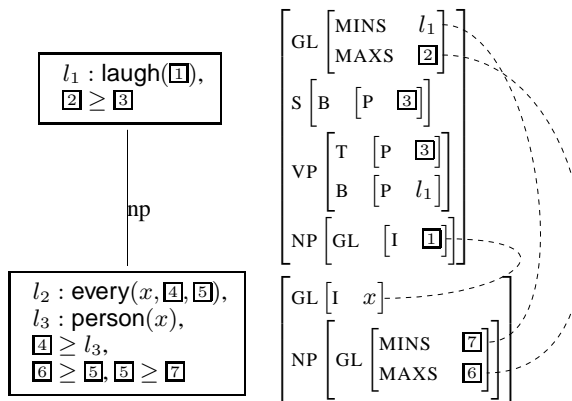 l₁ : laugh(1),
2 ≥ 3
np
l₂ : every(x, 4, 5),
l₃ : person(x),
4 ≥ l₃,
6 ≥ 5, 5 ≥ 7
GL [MINS l₁
MAXS 2]
S [B [P 3]]
VP [T [P 3]
B [P l₁]]
NP [GL [I 1]]
GL [I x]
NP [GL [MINS 7
MAXS 6]]